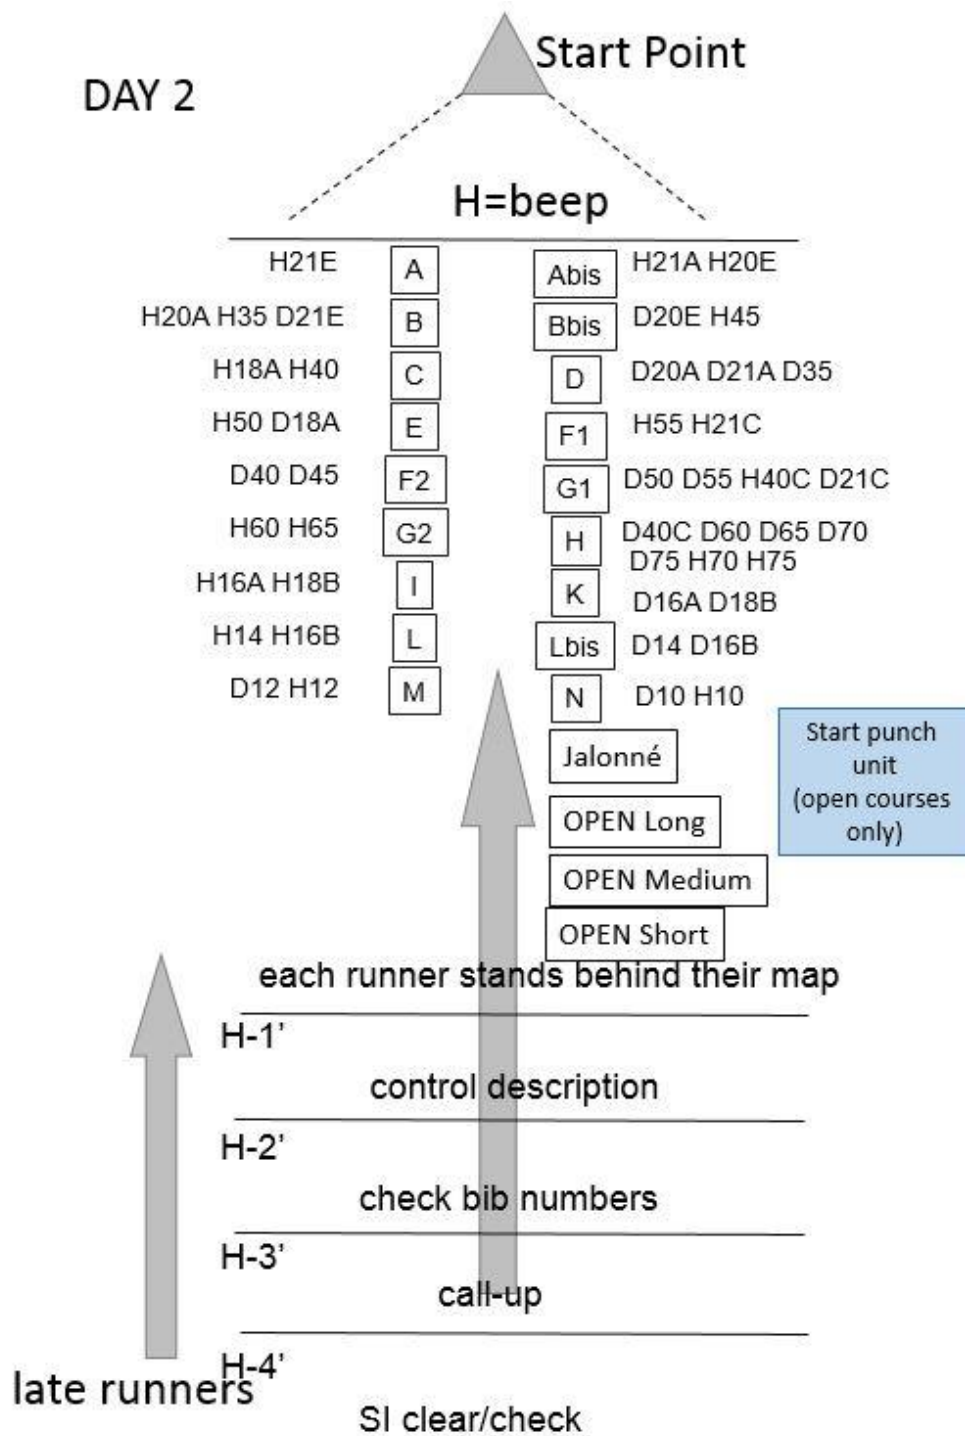 Start Point
DAY 2
H=beep
H21E A Abis H21A H20E
H20A H35 D21E B Bbis D20E H45
H18A H40 C D D20A D21A D35
H50 D18A E F1 H55 H21C
D40 D45 F2 G1 D50 D55 H40C D21C
H60 H65 G2 H D40C D60 D65 D70
D75 H70 H75
H16A H18B I K D16A D18B
H14 H16B L Lbis D14 D16B
D12 H12 M N D10 H10
Jalonné
Start punch
unit
(open courses
only)
OPEN Long
OPEN Medium
OPEN Short
each runner stands behind their map
H-1’
control description
H-2’
check bib numbers
H-3’
call-up
H-4’
late runners
SI clear/check